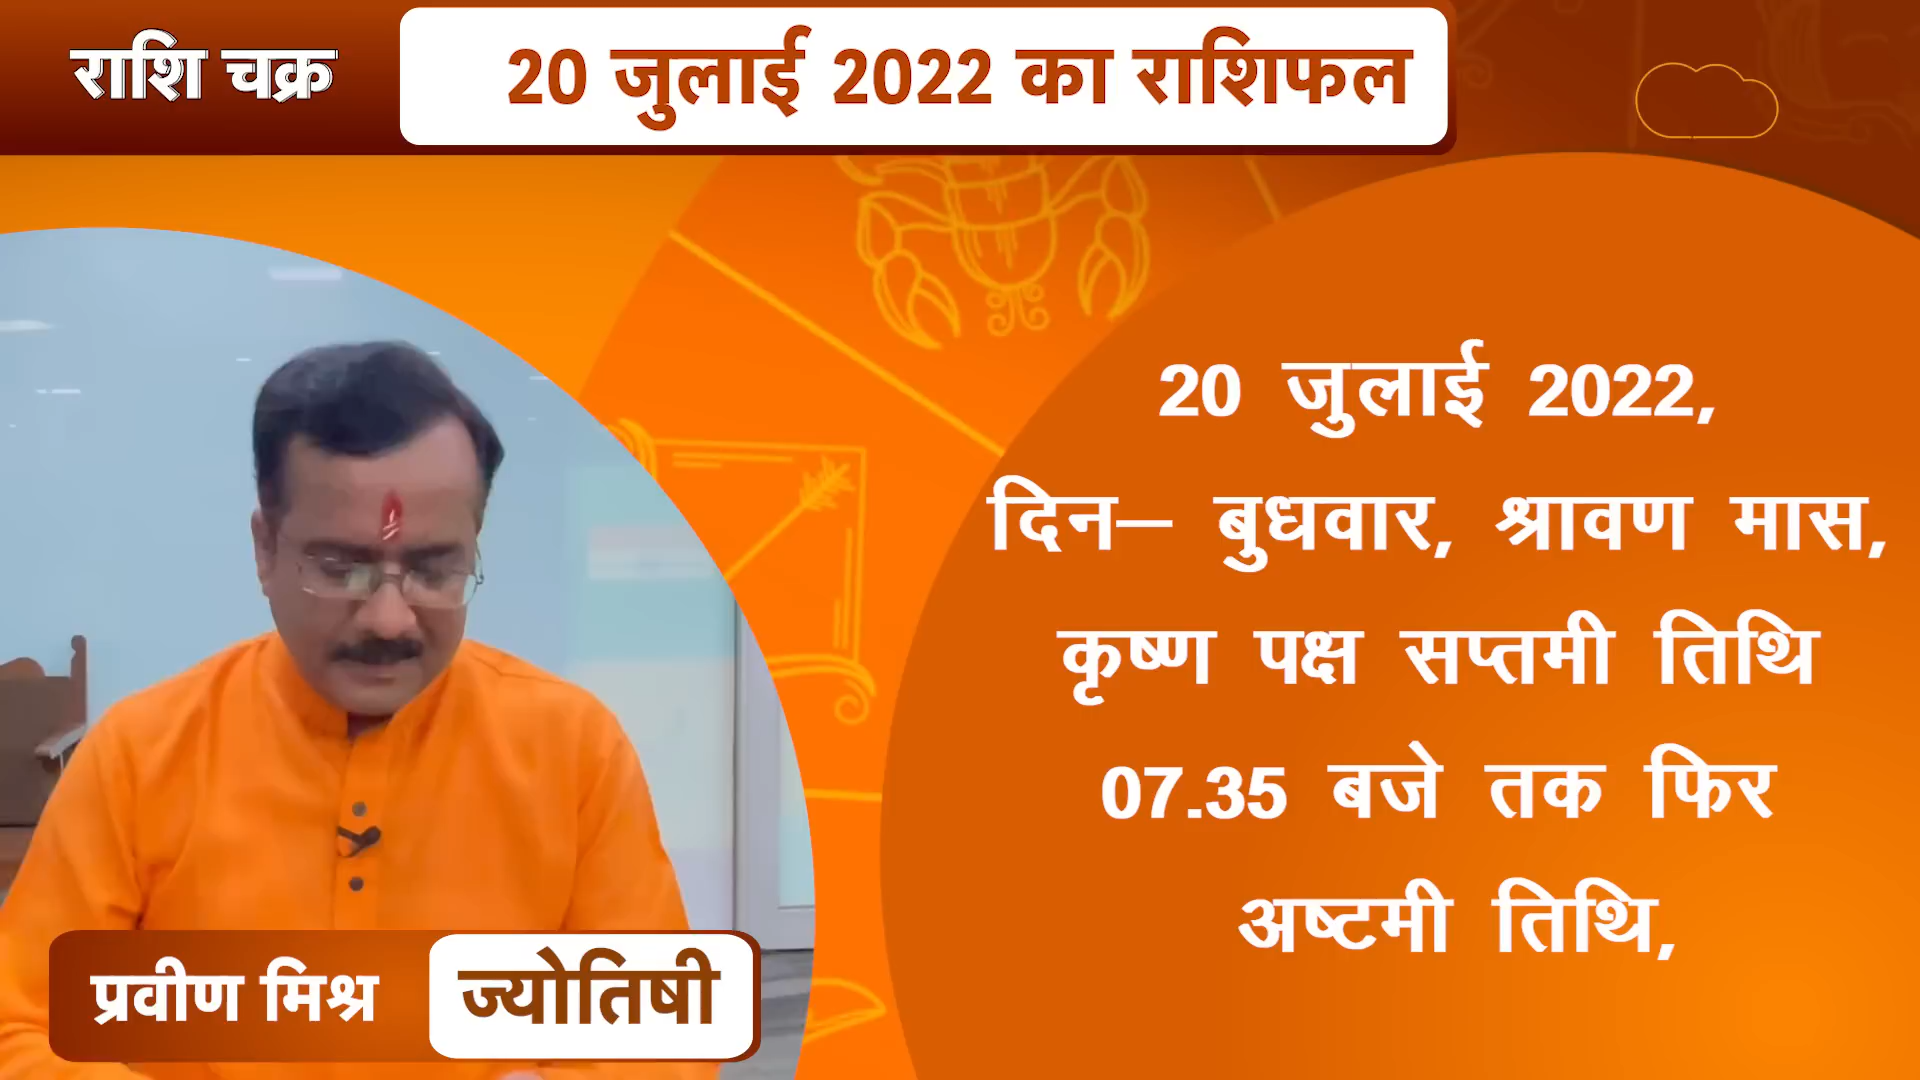 राशि चक्र
20 जुलाई 2022 का राशिफल
20 जुलाई 2022,
दिन– बुधवार, श्रावण मास,
कृष्ण पक्ष सप्तमी तिथि
07.35 बजे तक फिर
अष्टमी तिथि,
प्रवीण मिश्र
ज्योतिषी